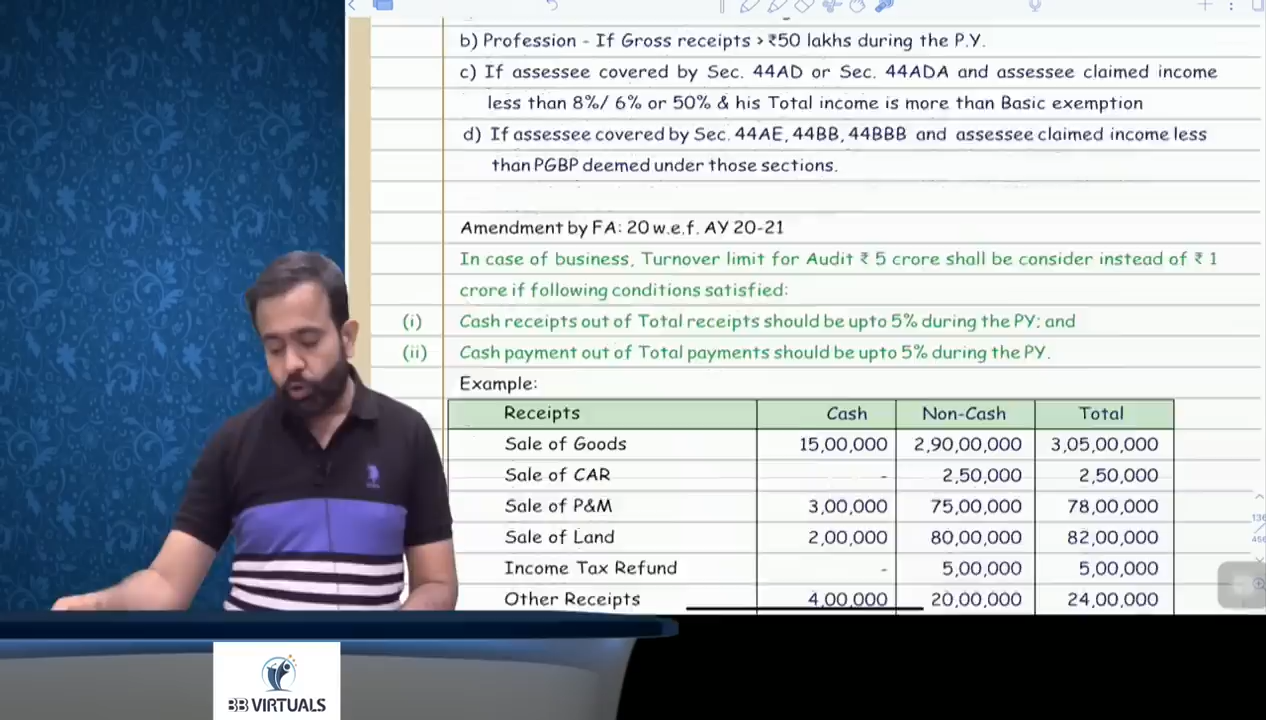 b) Profession - If Gross receipts > ₹50 lakhs during the P.Y.
c) If assessee covered by Sec. 44AD or Sec. 44ADA and assessee claimed income
less than 8%/ 6% or 50% & his Total income is more than Basic exemption
d) If assessee covered by Sec. 44AE, 44BB, 44BBB and assessee claimed income less
than PGBP deemed under those sections.
Amendment by FA: 20 w.e.f. AY 20-21
In case of business, Turnover limit for Audit ₹ 5 crore shall be consider instead of ₹ 1
crore if following conditions satisfied:
(i) Cash receipts out of Total receipts should be upto 5% during the PY; and
(ii) Cash payment out of Total payments should be upto 5% during the PY.
Example:
Receipts Cash Non-Cash Total
Sale of Goods 15,00,000 2,90,00,000 3,05,00,000
Sale of CAR - 2,50,000 2,50,000
Sale of P&M 3,00,000 75,00,000 78,00,000
Sale of Land 2,00,000 80,00,000 82,00,000
Income Tax Refund - 5,00,000 5,00,000
Other Receipts 4,00,000 20,00,000 24,00,000
BB VIRTUALS